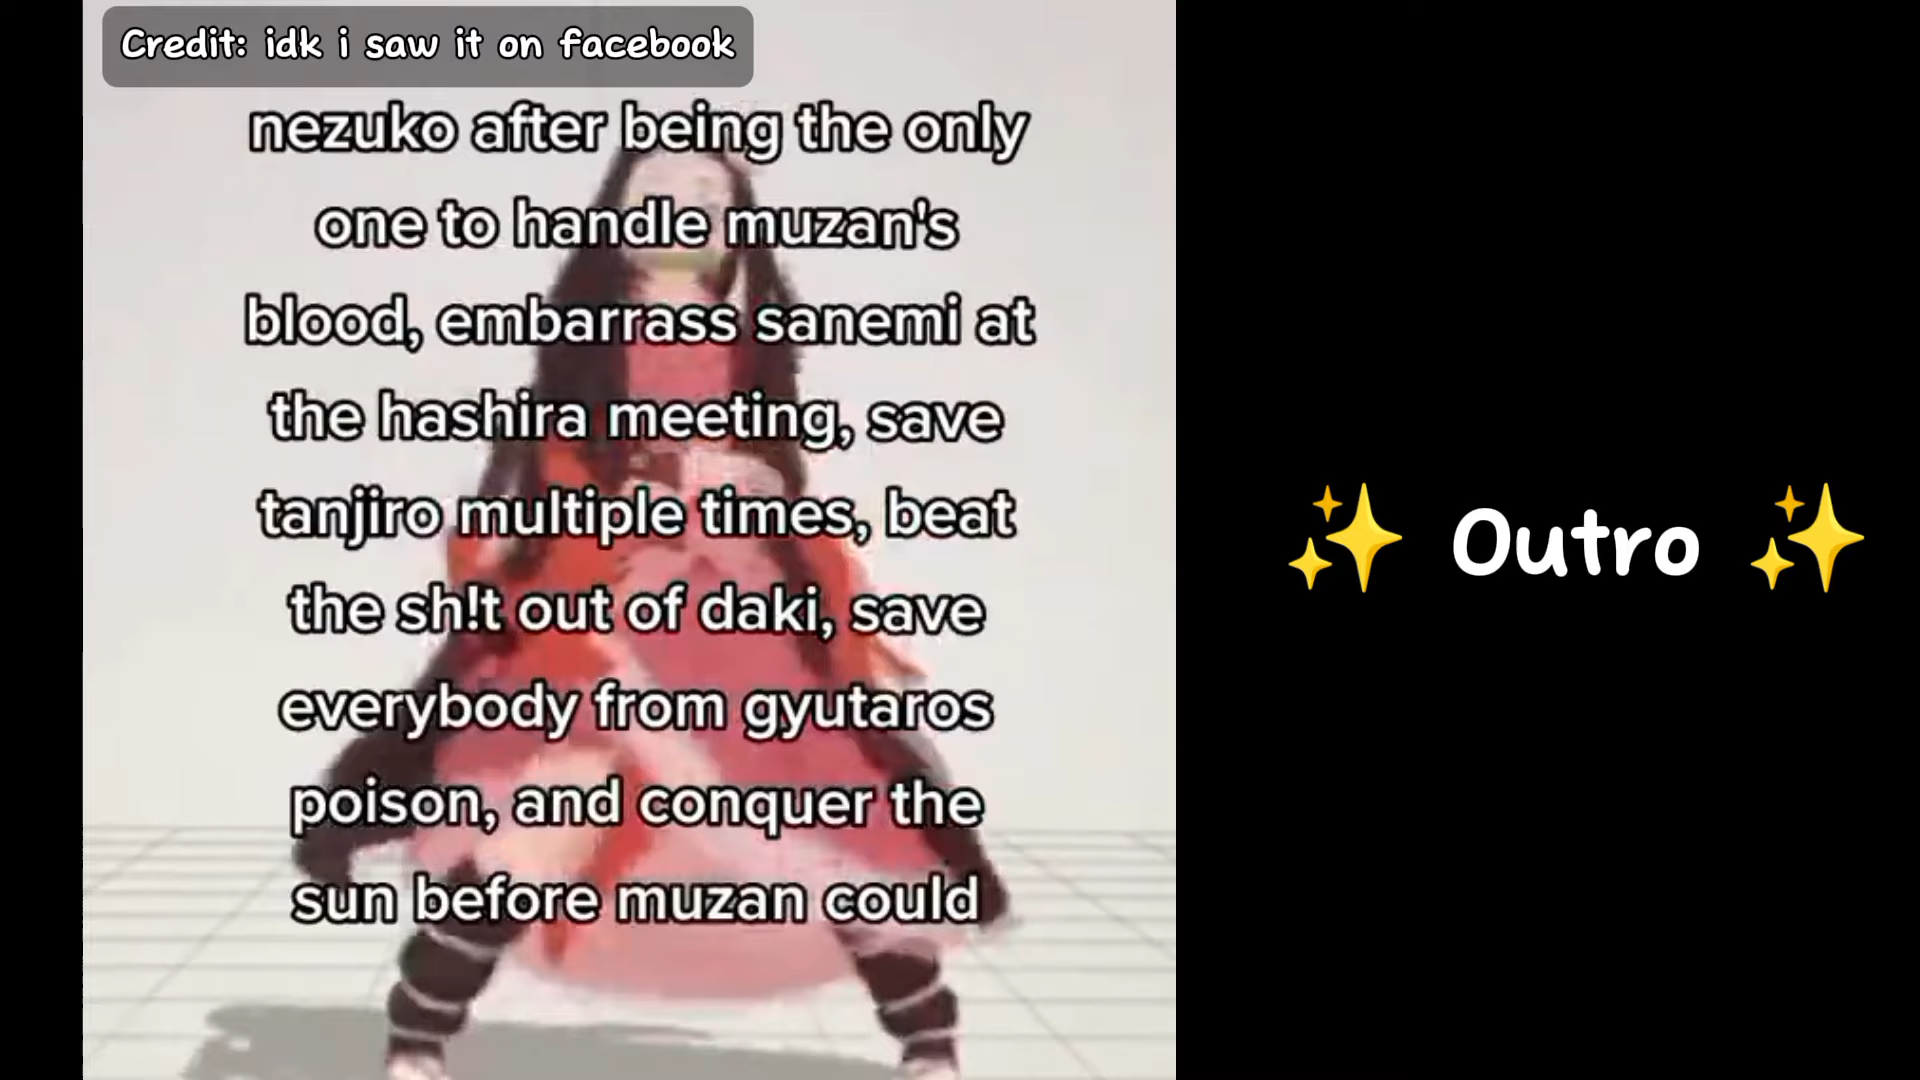 Credit: idk i saw it on facebook
nezuko after being the only
one to handle muzan's
blood, embarrass sanemi at
the hashira meeting, save
tanjiro multiple times, beat
the sh!t out of daki, save
everybody from gyutaros
poison, and conquer the
sun before muzan could
✨ Outro ✨